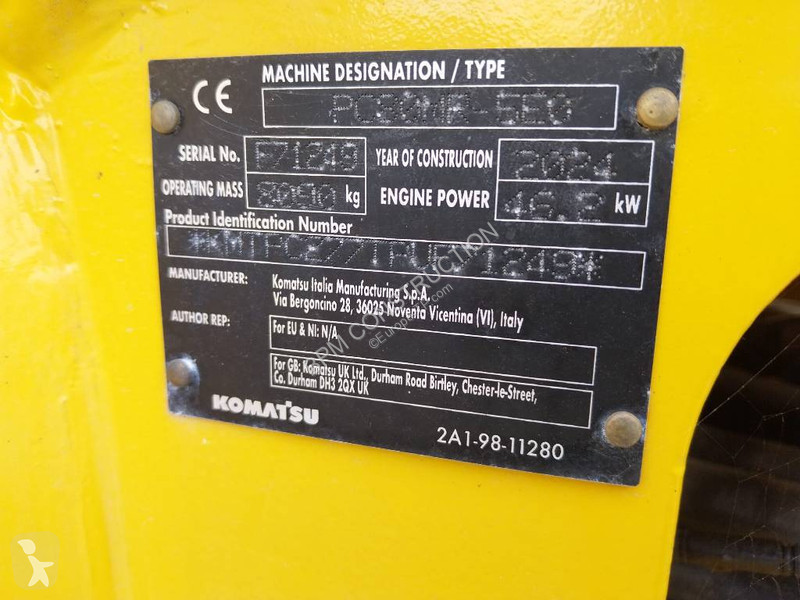 CE
MACHINE DESIGNATION / TYPE
PC80MR-5E0
SERIAL No. F71249 YEAR OF CONSTRUCTION 2024
OPERATING MASS 8090 kg ENGINE POWER 46.2 kW
Product Identification Number
MANUFACTURER: Komatsu Italia Manufacturing S.p.A.
Via Bergoncino 28, 36025 Noventa Vicentina (VI), Italy
AUTHOR REP: For EU & NI: N/A
For GB: Komatsu UK Ltd., Durham Road Birtley, Chester-le-Street,
Co. Durham DH3 2QX UK
KOMATSU
2A1-98-11280
BPM CONSTRUCTION